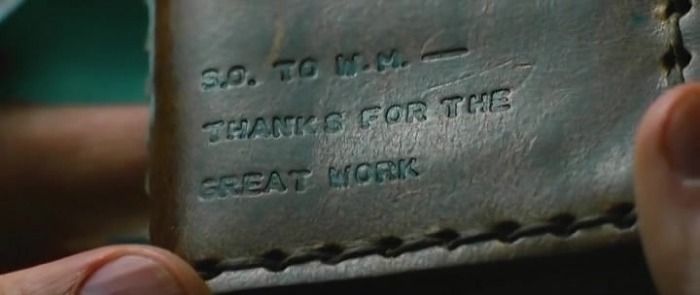 S.O. TO W.M. —
THANKS FOR THE
GREAT WORK